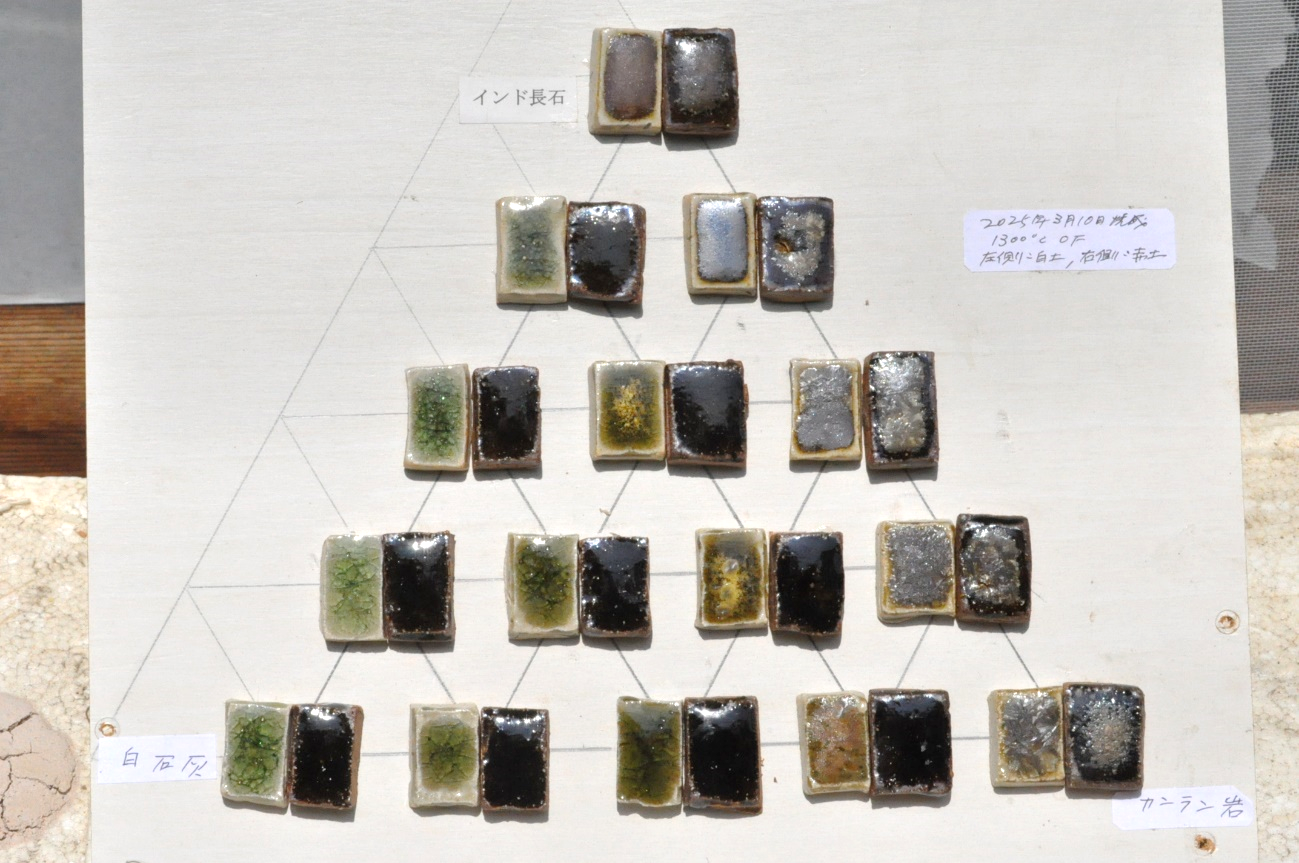 インド長石
2025年3月10日焼成
1300℃ OF
左側に白土,右側に赤土
白石灰
カンラン岩